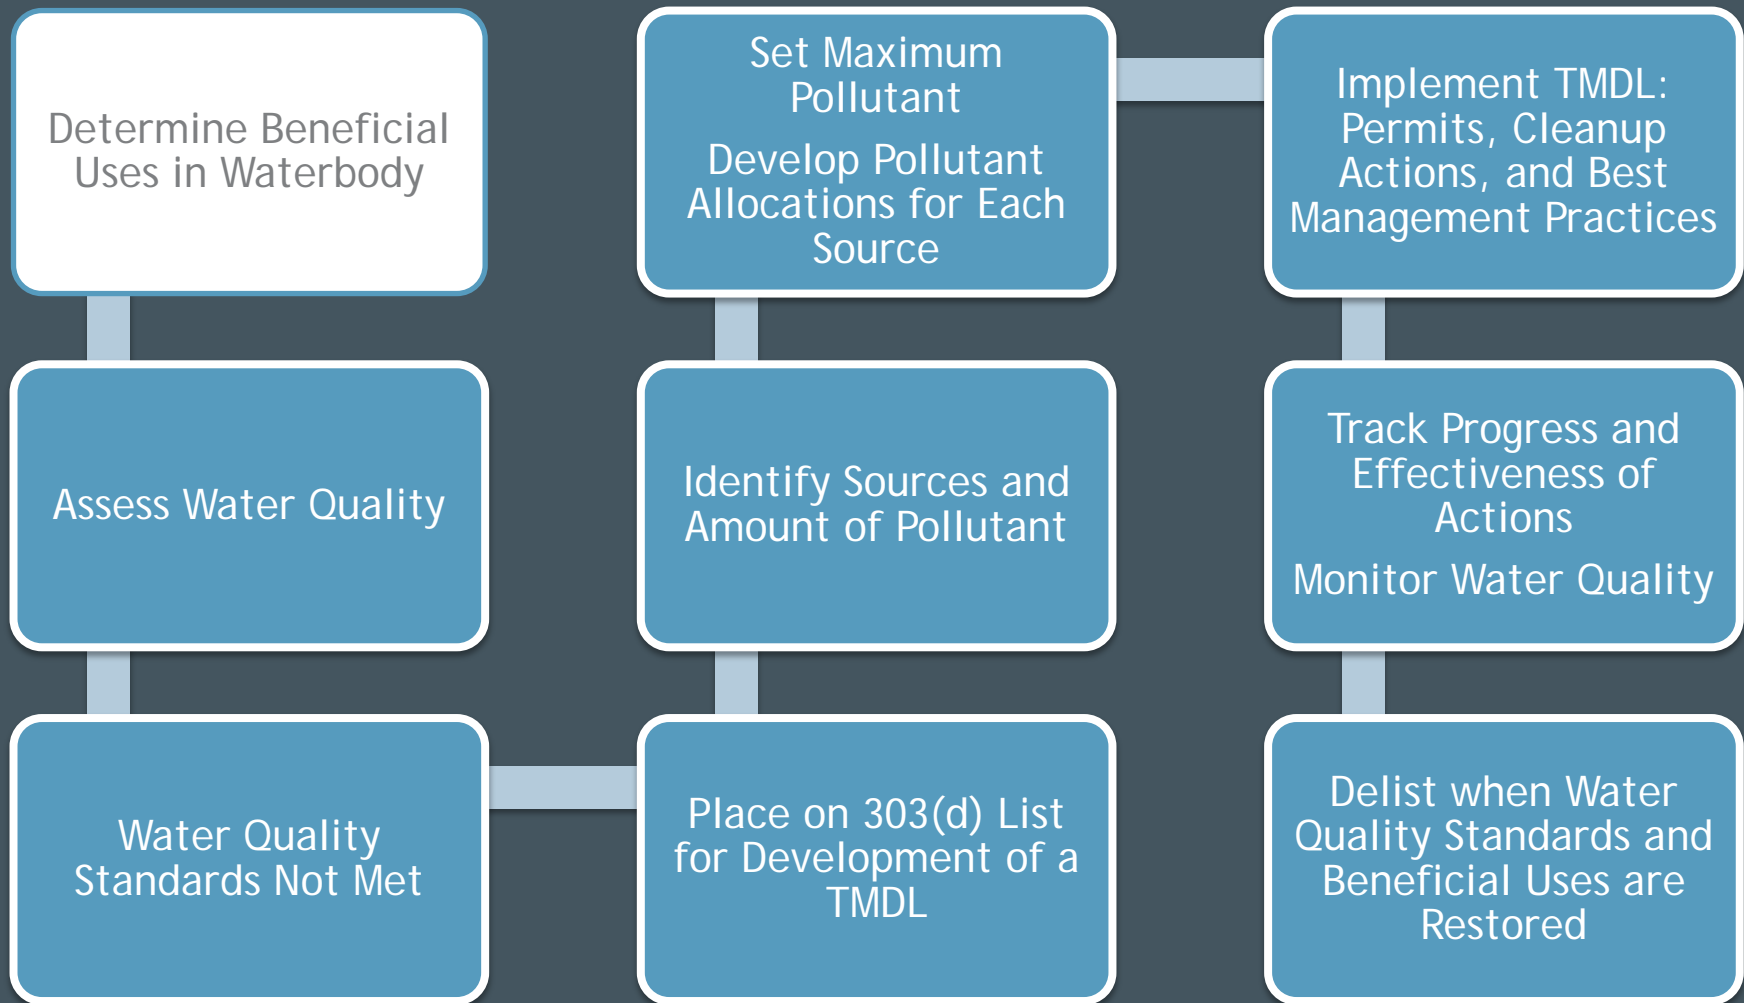 Determine Beneficial
Uses in Waterbody
Assess Water Quality
Water Quality
Standards Not Met
Place on 303(d) List
for Development of a
TMDL
Identify Sources and
Amount of Pollutant
Set Maximum
Pollutant
Develop Pollutant
Allocations for Each
Source
Implement TMDL:
Permits, Cleanup
Actions, and Best
Management Practices
Track Progress and
Effectiveness of
Actions
Monitor Water Quality
Delist when Water
Quality Standards and
Beneficial Uses are
Restored